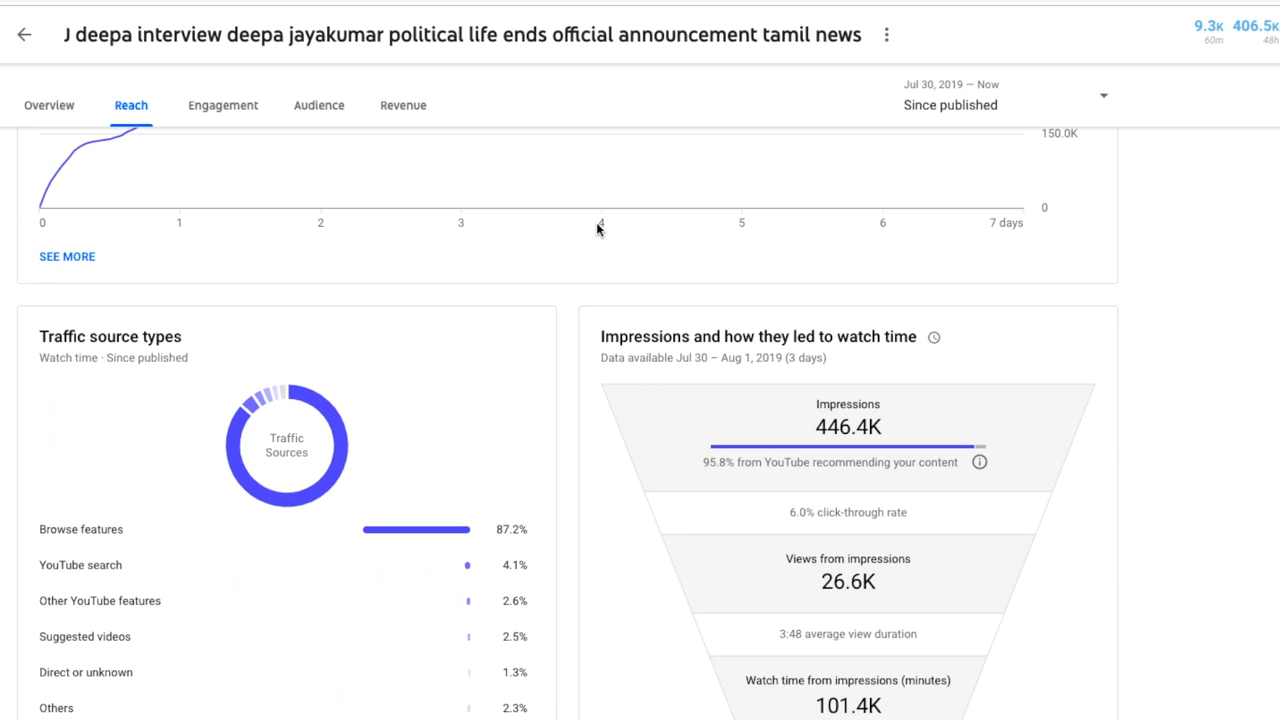 J deepa interview deepa jayakumar political life ends official announcement tamil news
9.3K 406.5K
60m 48h
Overview Reach Engagement Audience Revenue
Jul 30, 2019 – Now
Since published
150.0K
0
0 1 2 3 4 5 6 7 days
SEE MORE
Traffic source types
Watch time · Since published
Traffic
Sources
Browse features 87.2%
YouTube search 4.1%
Other YouTube features 2.6%
Suggested videos 2.5%
Direct or unknown 1.3%
Others 2.3%
Impressions and how they led to watch time
Data available Jul 30 – Aug 1, 2019 (3 days)
Impressions
446.4K
95.8% from YouTube recommending your content
6.0% click-through rate
Views from impressions
26.6K
3:48 average view duration
Watch time from impressions (minutes)
101.4K